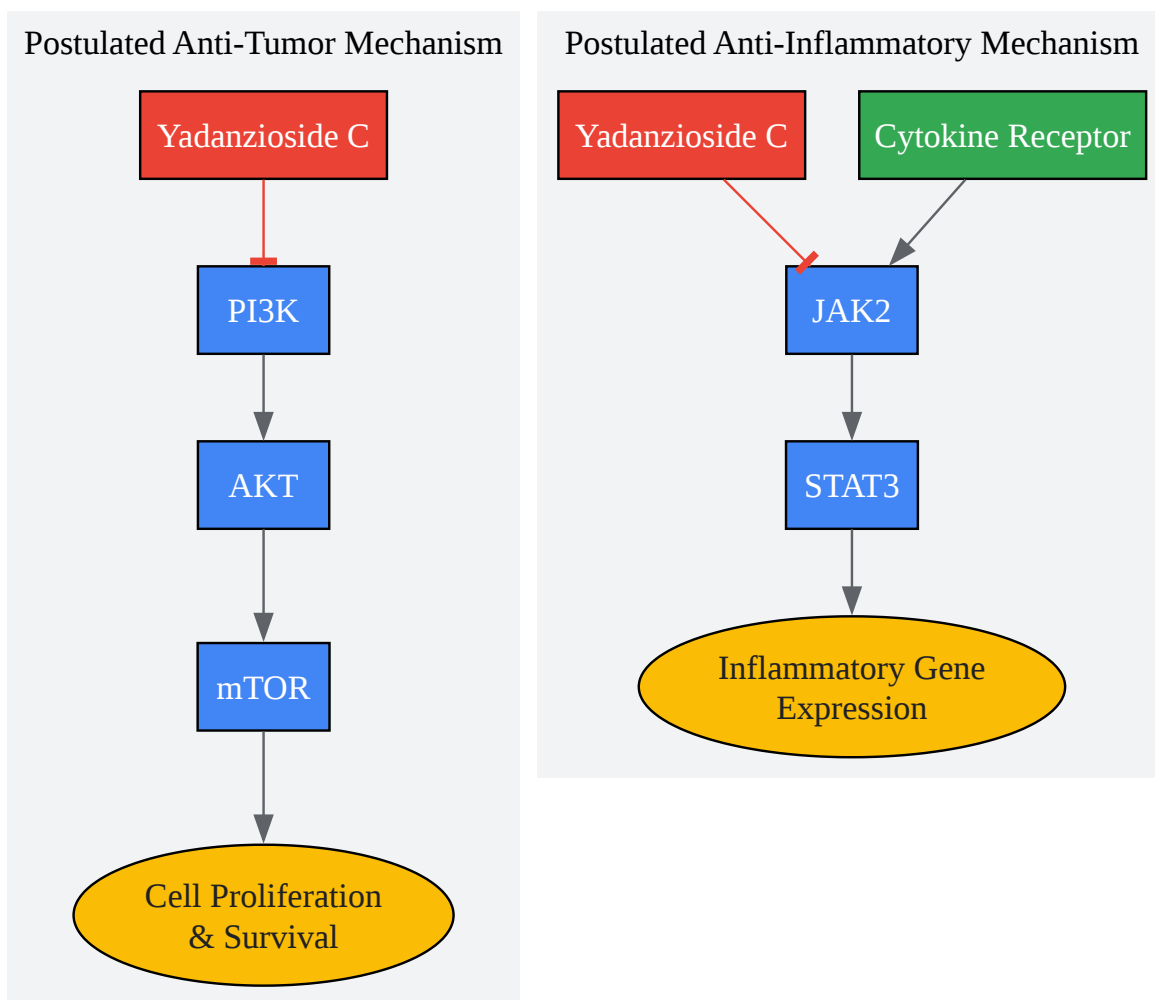 Postulated Anti-Tumor Mechanism
Yadanzioside C
PI3K
AKT
mTOR
Cell Proliferation
& Survival
Postulated Anti-Inflammatory Mechanism
Yadanzioside C
Cytokine Receptor
JAK2
STAT3
Inflammatory Gene
Expression